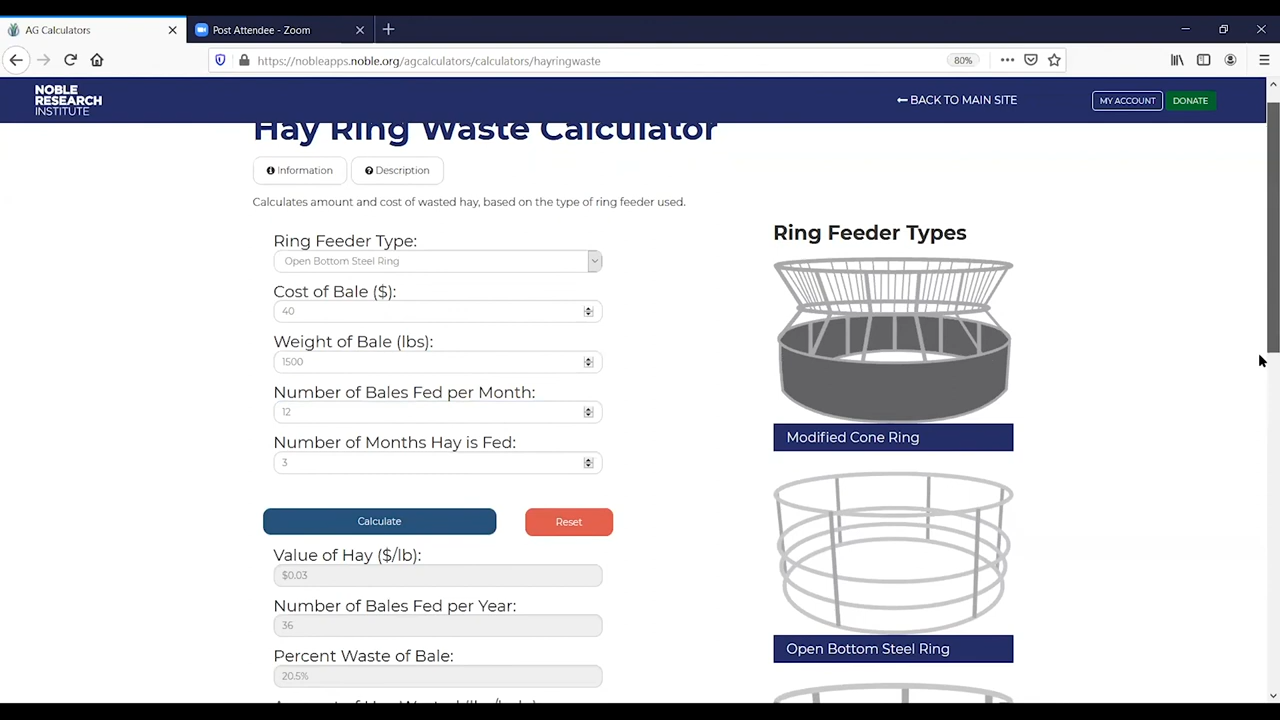 AG Calculators
Post Attendee - Zoom
https://nobleapps.noble.org/agcalculators/calculators/hayringwaste
80%
NOBLE
RESEARCH
INSTITUTE
BACK TO MAIN SITE
MY ACCOUNT
DONATE
Hay Ring Waste Calculator
Information
Description
Calculates amount and cost of wasted hay, based on the type of ring feeder used.
Ring Feeder Type:
Open Bottom Steel Ring
Cost of Bale ($):
40
Weight of Bale (lbs):
1500
Number of Bales Fed per Month:
12
Number of Months Hay is Fed:
3
Calculate
Reset
Value of Hay ($/lb):
$0.03
Number of Bales Fed per Year:
36
Percent Waste of Bale:
20.5%
Ring Feeder Types
Modified Cone Ring
Open Bottom Steel Ring